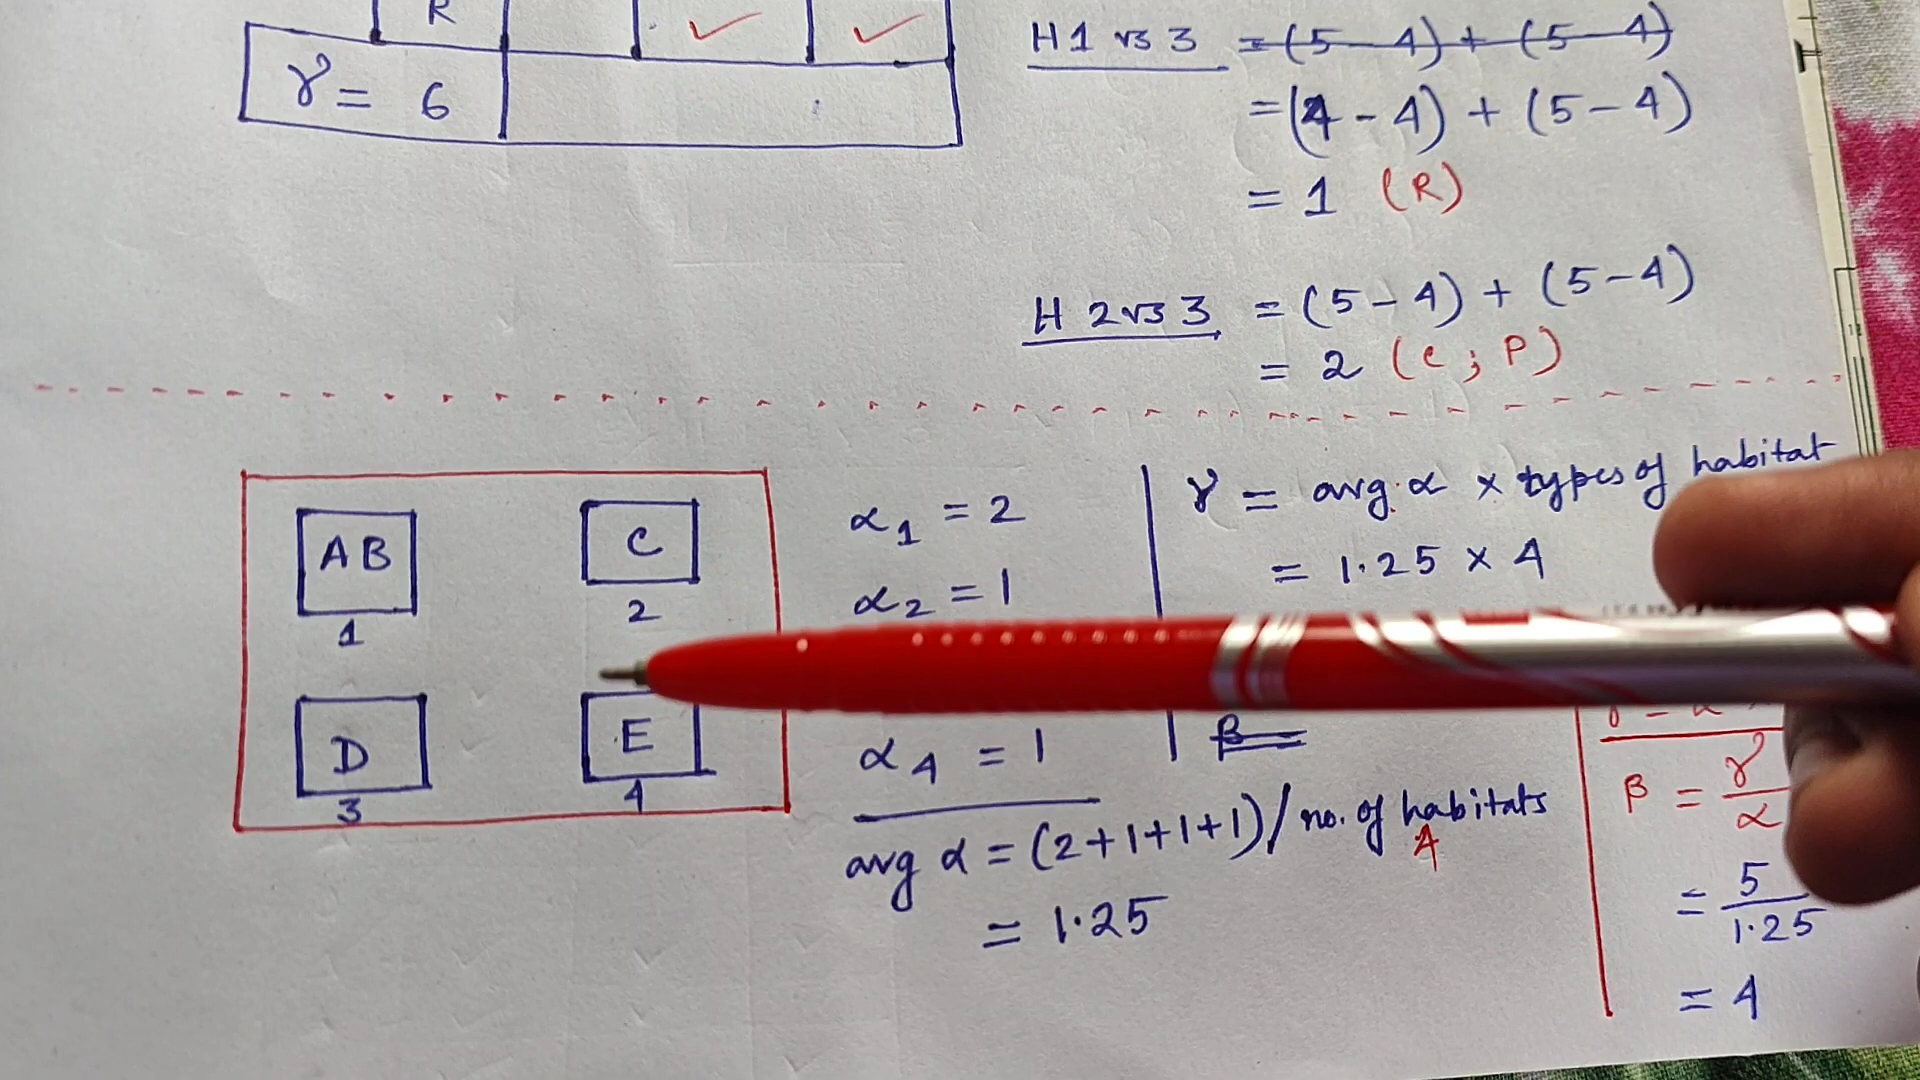 R
γ = 6
H1 vs 3 = (5 - 4) + (5 - 4)
= (4 - 4) + (5 - 4)
= 1 (R)
H 2 vs 3 = (5 - 4) + (5 - 4)
= 2 (C ; P)
AB
1
C
2
D
3
E
4
α1 = 2
α2 = 1
α4 = 1
avg α = (2+1+1+1) / no. of habitats
4
= 1.25
γ = avg. α × types of habitat
= 1.25 × 4
β =
β = γ / α
= 5 / 1.25
= 4